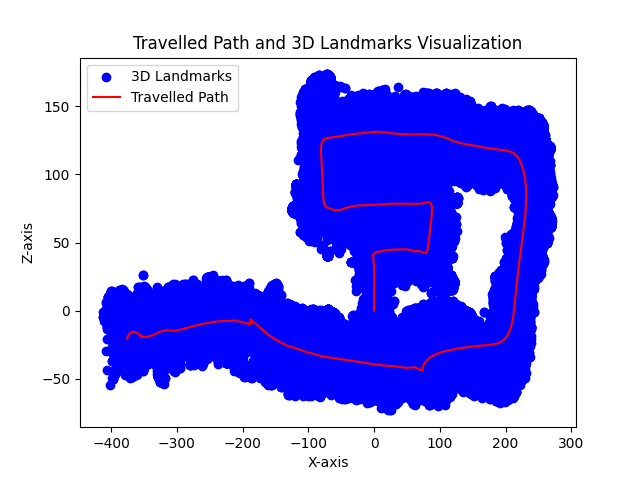 Travelled Path and 3D Landmarks Visualization
3D Landmarks
Travelled Path
150
100
50
0
−50
Z-axis
−400 −300 −200 −100 0 100 200 300
X-axis